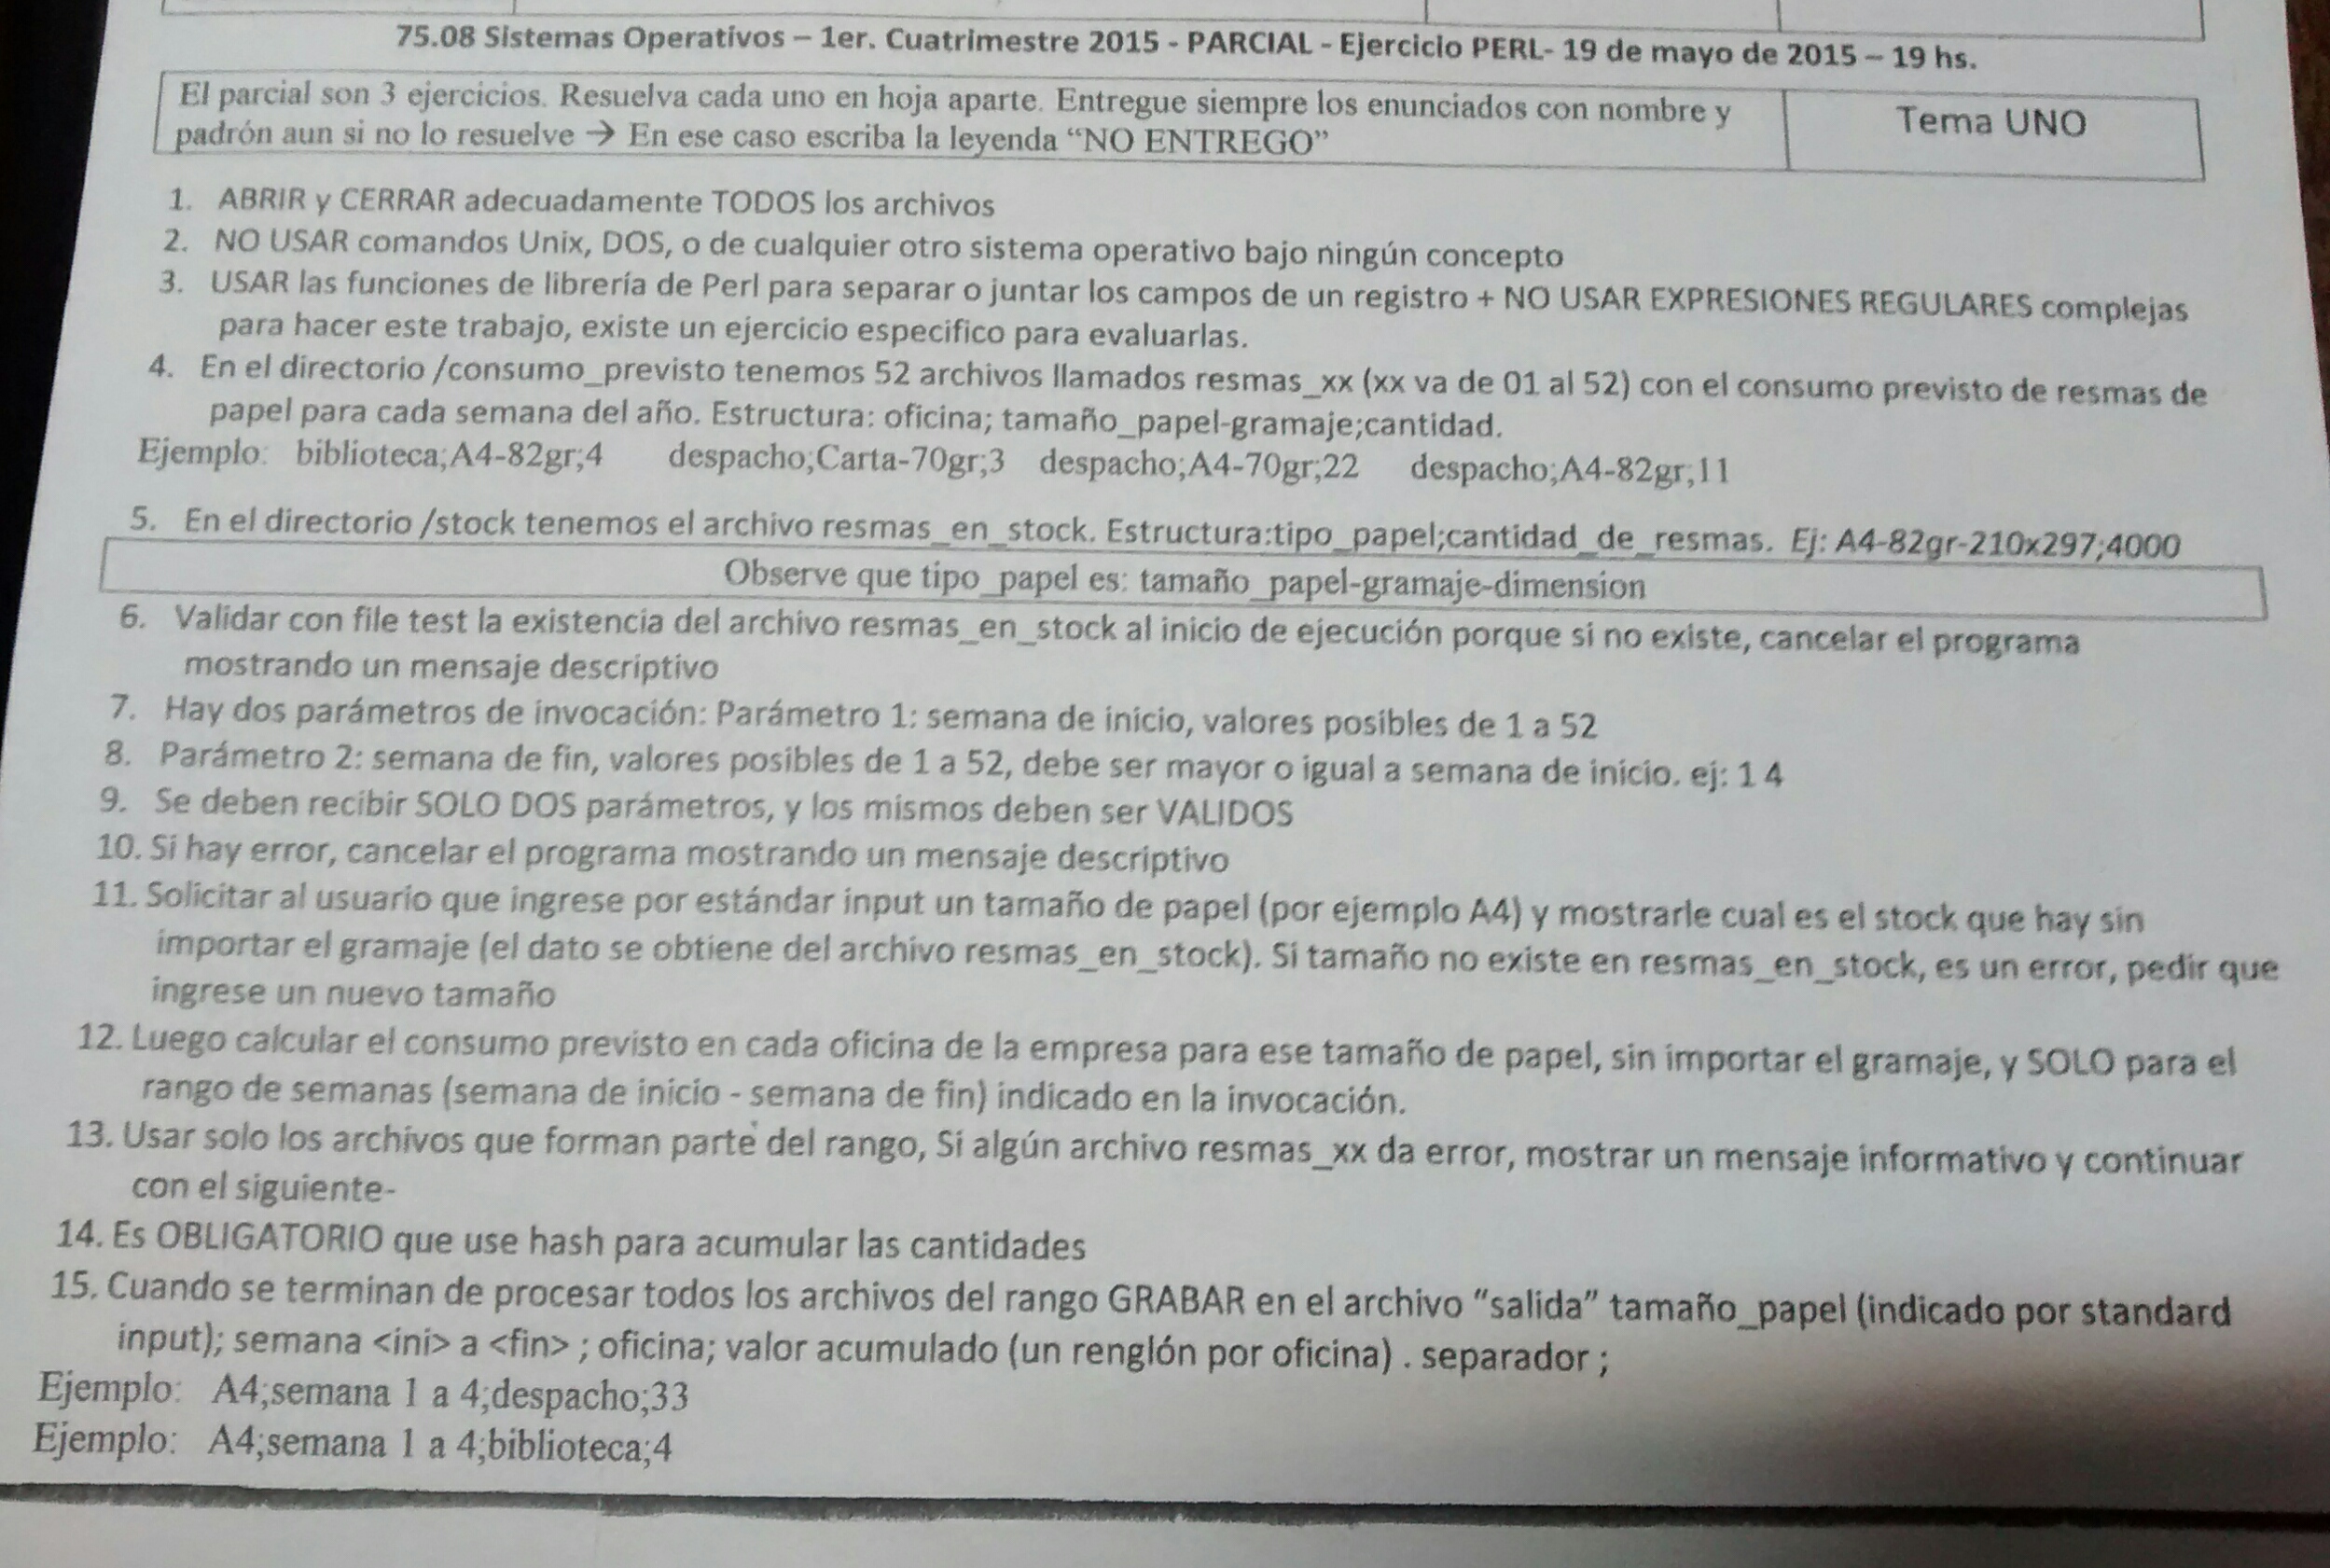 75.08 Sistemas Operativos – 1er. Cuatrimestre 2015 - PARCIAL - Ejercicio PERL- 19 de mayo de 2015 – 19 hs.
El parcial son 3 ejercicios. Resuelva cada uno en hoja aparte. Entregue siempre los enunciados con nombre y
padrón aun si no lo resuelve → En ese caso escriba la leyenda “NO ENTREGO”
Tema UNO
1. ABRIR y CERRAR adecuadamente TODOS los archivos
2. NO USAR comandos Unix, DOS, o de cualquier otro sistema operativo bajo ningún concepto
3. USAR las funciones de librería de Perl para separar o juntar los campos de un registro + NO USAR EXPRESIONES REGULARES complejas
para hacer este trabajo, existe un ejercicio especifico para evaluarlas.
4. En el directorio /consumo_previsto tenemos 52 archivos llamados resmas_xx (xx va de 01 al 52) con el consumo previsto de resmas de
papel para cada semana del año. Estructura: oficina; tamaño_papel-gramaje;cantidad.
Ejemplo: biblioteca;A4-82gr;4 despacho;Carta-70gr;3 despacho;A4-70gr;22 despacho;A4-82gr;11
5. En el directorio /stock tenemos el archivo resmas_en_stock. Estructura:tipo_papel;cantidad_de_resmas. Ej: A4-82gr-210x297;4000
Observe que tipo_papel es: tamaño_papel-gramaje-dimension
6. Validar con file test la existencia del archivo resmas_en_stock al inicio de ejecución porque si no existe, cancelar el programa
mostrando un mensaje descriptivo
7. Hay dos parámetros de invocación: Parámetro 1: semana de inicio, valores posibles de 1 a 52
8. Parámetro 2: semana de fin, valores posibles de 1 a 52, debe ser mayor o igual a semana de inicio. ej: 1 4
9. Se deben recibir SOLO DOS parámetros, y los mismos deben ser VALIDOS
10. Si hay error, cancelar el programa mostrando un mensaje descriptivo
11. Solicitar al usuario que ingrese por estándar input un tamaño de papel (por ejemplo A4) y mostrarle cual es el stock que hay sin
importar el gramaje (el dato se obtiene del archivo resmas_en_stock). Si tamaño no existe en resmas_en_stock, es un error, pedir que
ingrese un nuevo tamaño
12. Luego calcular el consumo previsto en cada oficina de la empresa para ese tamaño de papel, sin importar el gramaje, y SOLO para el
rango de semanas (semana de inicio - semana de fin) indicado en la invocación.
13. Usar solo los archivos que forman parte del rango, Si algún archivo resmas_xx da error, mostrar un mensaje informativo y continuar
con el siguiente-
14. Es OBLIGATORIO que use hash para acumular las cantidades
15. Cuando se terminan de procesar todos los archivos del rango GRABAR en el archivo “salida” tamaño_papel (indicado por standard
input); semana <ini> a <fin> ; oficina; valor acumulado (un renglón por oficina) . separador ;
Ejemplo: A4;semana 1 a 4;despacho;33
Ejemplo: A4;semana 1 a 4;biblioteca;4